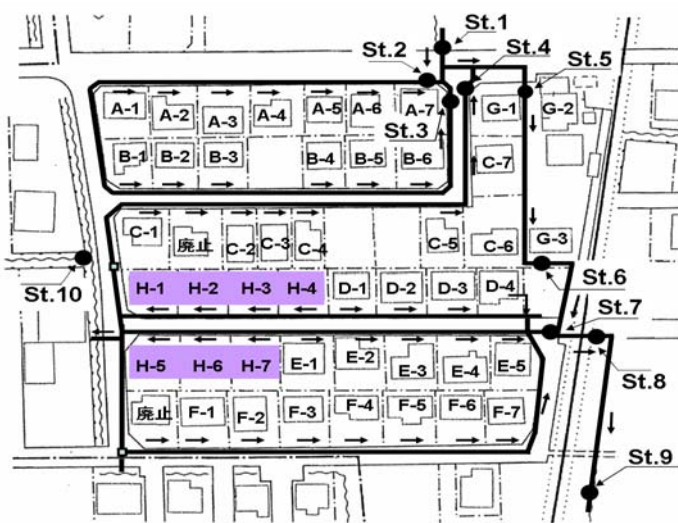 St.1
St.2
St.4
St.5
A-1 A-2 A-3 A-4 A-5 A-6 A-7 G-1 G-2
St.3
B-1 B-2 B-3 B-4 B-5 B-6 C-7
C-1 廃止 C-2 C-3 C-4 C-5 C-6 G-3
St.10
H-1 H-2 H-3 H-4 D-1 D-2 D-3 D-4
St.6
St.7
H-5 H-6 H-7 E-1 E-2 E-3 E-4 E-5
St.8
廃止 F-1 F-2 F-3 F-4 F-5 F-6 F-7
St.9